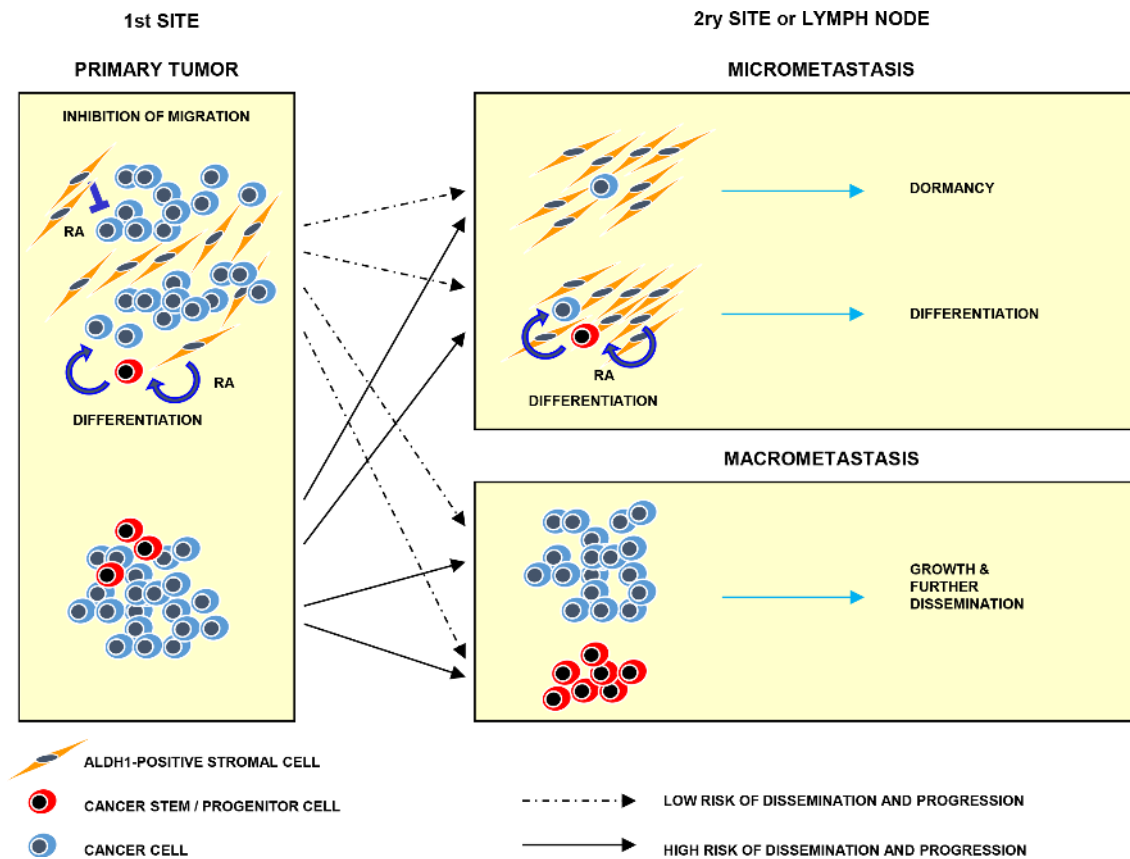 1st SITE
2ry SITE or LYMPH NODE
PRIMARY TUMOR
MICROMETASTASIS
INHIBITION OF MIGRATION
RA
RA
DIFFERENTIATION
DORMANCY
DIFFERENTIATION
RA
DIFFERENTIATION
MACROMETASTASIS
GROWTH &
FURTHER
DISSEMINATION
ALDH1-POSITIVE STROMAL CELL
CANCER STEM / PROGENITOR CELL
CANCER CELL
LOW RISK OF DISSEMINATION AND PROGRESSION
HIGH RISK OF DISSEMINATION AND PROGRESSION